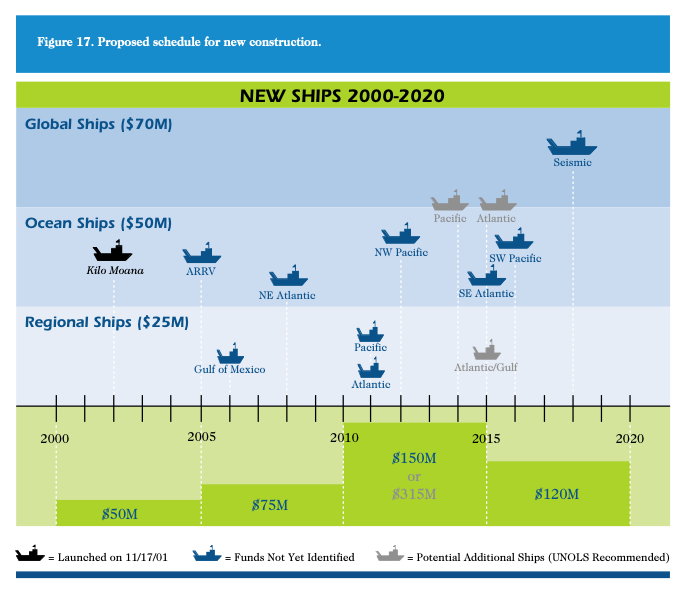 Figure 17. Proposed schedule for new construction.
NEW SHIPS 2000-2020
Global Ships ($70M)
Seismic
Pacific
Atlantic
Ocean Ships ($50M)
Kilo Moana
ARRV
NE Atlantic
NW Pacific
SW Pacific
SE Atlantic
Regional Ships ($25M)
Gulf of Mexico
Pacific
Atlantic
Atlantic/Gulf
2000
2005
2010
2015
2020
$50M
$75M
$150M
or
$315M
$120M
= Launched on 11/17/01
= Funds Not Yet Identified
= Potential Additional Ships (UNOLS Recommended)